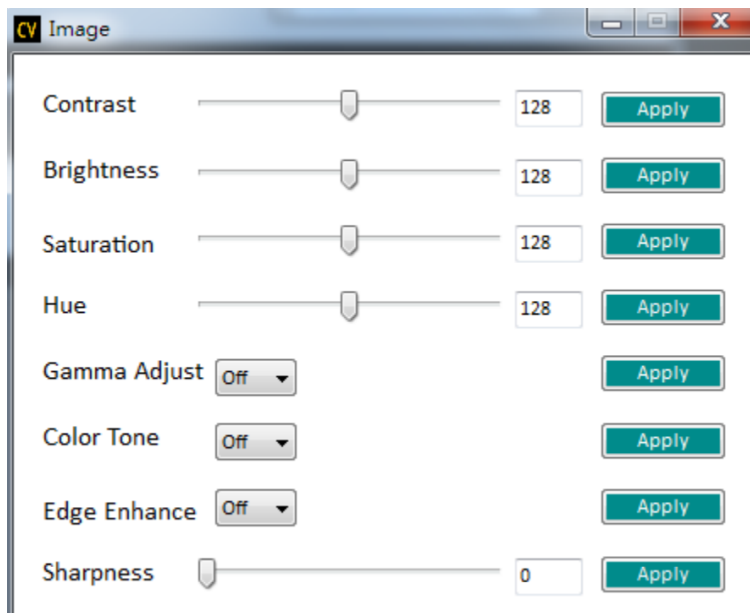 CV Image
Contrast 128 Apply
Brightness 128 Apply
Saturation 128 Apply
Hue 128 Apply
Gamma Adjust Off Apply
Color Tone Off Apply
Edge Enhance Off Apply
Sharpness 0 Apply